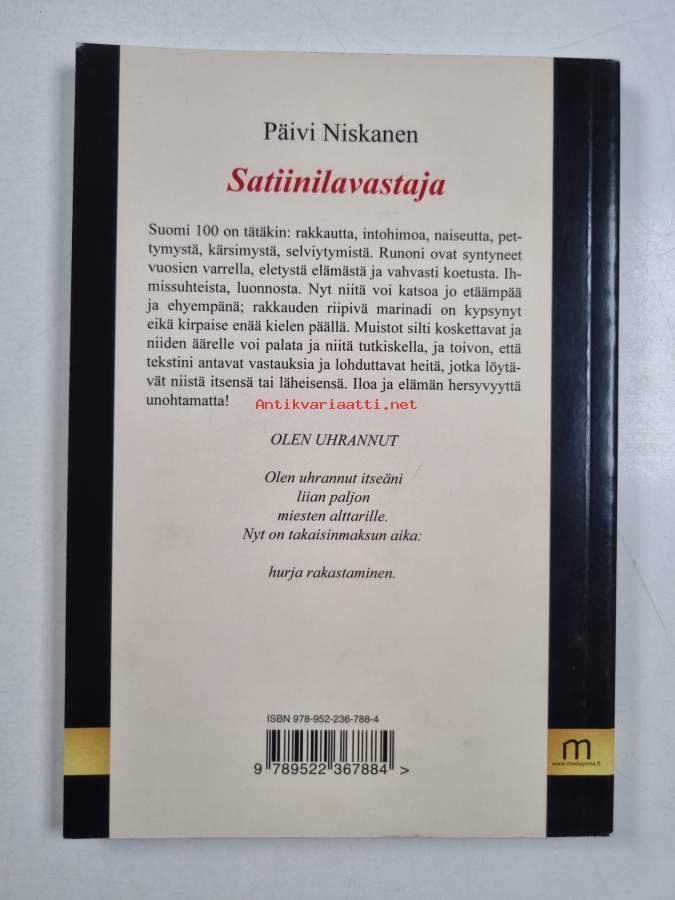 Päivi Niskanen
Satiinilavastaja
Suomi 100 on tätäkin: rakkautta, intohimoa, naiseutta, pet-
tymystä, kärsimystä, selviytymistä. Runoni ovat syntyneet
vuosien varrella, eletystä elämästä ja vahvasti koetusta. Ih-
missuhteista, luonnosta. Nyt niitä voi katsoa jo etäämpää
ja ehyempänä; rakkauden riipivä marinadi on kypsynyt
eikä kirpaise enää kielen päällä. Muistot silti koskettavat ja
niiden äärelle voi palata ja niitä tutkiskella, ja toivon, että
tekstini antavat vastauksia ja lohduttavat heitä, jotka löytä-
vät niistä itsensä tai läheisensä. Iloa ja elämän hersyvyyttä
unohtamatta!
Antikvariaatti.net
OLEN UHRANNUT
Olen uhrannut itseäni
liian paljon
miesten alttarille.
Nyt on takaisinmaksun aika:
hurja rakastaminen.
ISBN 978-952-236-788-4
9 789522 367884 >
m
www.mediapinta.fi